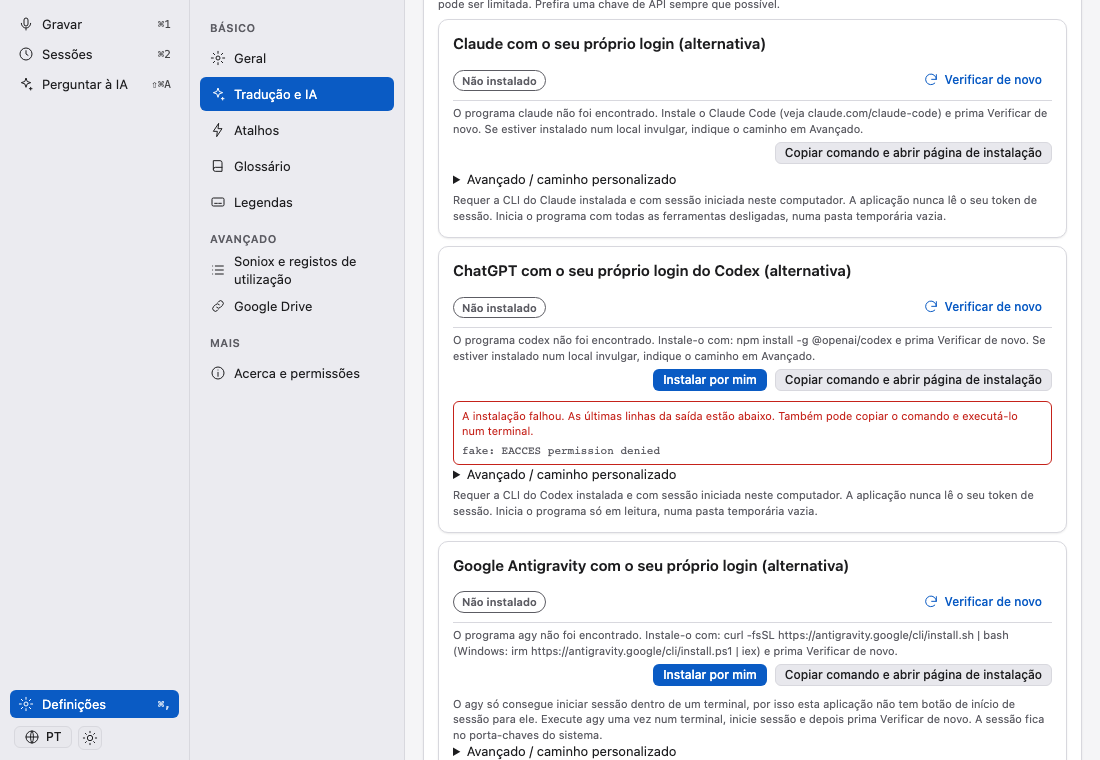 Gravar ⌘1
Sessões ⌘2
Perguntar à IA ⇧⌘A
Definições ⌘,
PT
BÁSICO
Geral
Tradução e IA
Atalhos
Glossário
Legendas
AVANÇADO
Soniox e registos de
utilização
Google Drive
MAIS
Acerca e permissões
pode ser limitada. Prefira uma chave de API sempre que possível.
Claude com o seu próprio login (alternativa)
Não instalado
Verificar de novo
O programa claude não foi encontrado. Instale o Claude Code (veja claude.com/claude-code) e prima Verificar de
novo. Se estiver instalado num local invulgar, indique o caminho em Avançado.
Copiar comando e abrir página de instalação
Avançado / caminho personalizado
Requer a CLI do Claude instalada e com sessão iniciada neste computador. A aplicação nunca lê o seu token de
sessão. Inicia o programa com todas as ferramentas desligadas, numa pasta temporária vazia.
ChatGPT com o seu próprio login do Codex (alternativa)
Não instalado
Verificar de novo
O programa codex não foi encontrado. Instale-o com: npm install -g @openai/codex e prima Verificar de novo. Se
estiver instalado num local invulgar, indique o caminho em Avançado.
Instalar por mim
Copiar comando e abrir página de instalação
A instalação falhou. As últimas linhas da saída estão abaixo. Também pode copiar o comando e executá-lo
num terminal.
fake: EACCES permission denied
Avançado / caminho personalizado
Requer a CLI do Codex instalada e com sessão iniciada neste computador. A aplicação nunca lê o seu token de
sessão. Inicia o programa só em leitura, numa pasta temporária vazia.
Google Antigravity com o seu próprio login (alternativa)
Não instalado
Verificar de novo
O programa agy não foi encontrado. Instale-o com: curl -fsSL https://antigravity.google/cli/install.sh | bash
(Windows: irm https://antigravity.google/cli/install.ps1 | iex) e prima Verificar de novo.
Instalar por mim
Copiar comando e abrir página de instalação
O agy só consegue iniciar sessão dentro de um terminal, por isso esta aplicação não tem botão de início de
sessão para ele. Execute agy uma vez num terminal, inicie sessão e depois prima Verificar de novo. A sessão fica
no porta-chaves do sistema.
Avançado / caminho personalizado